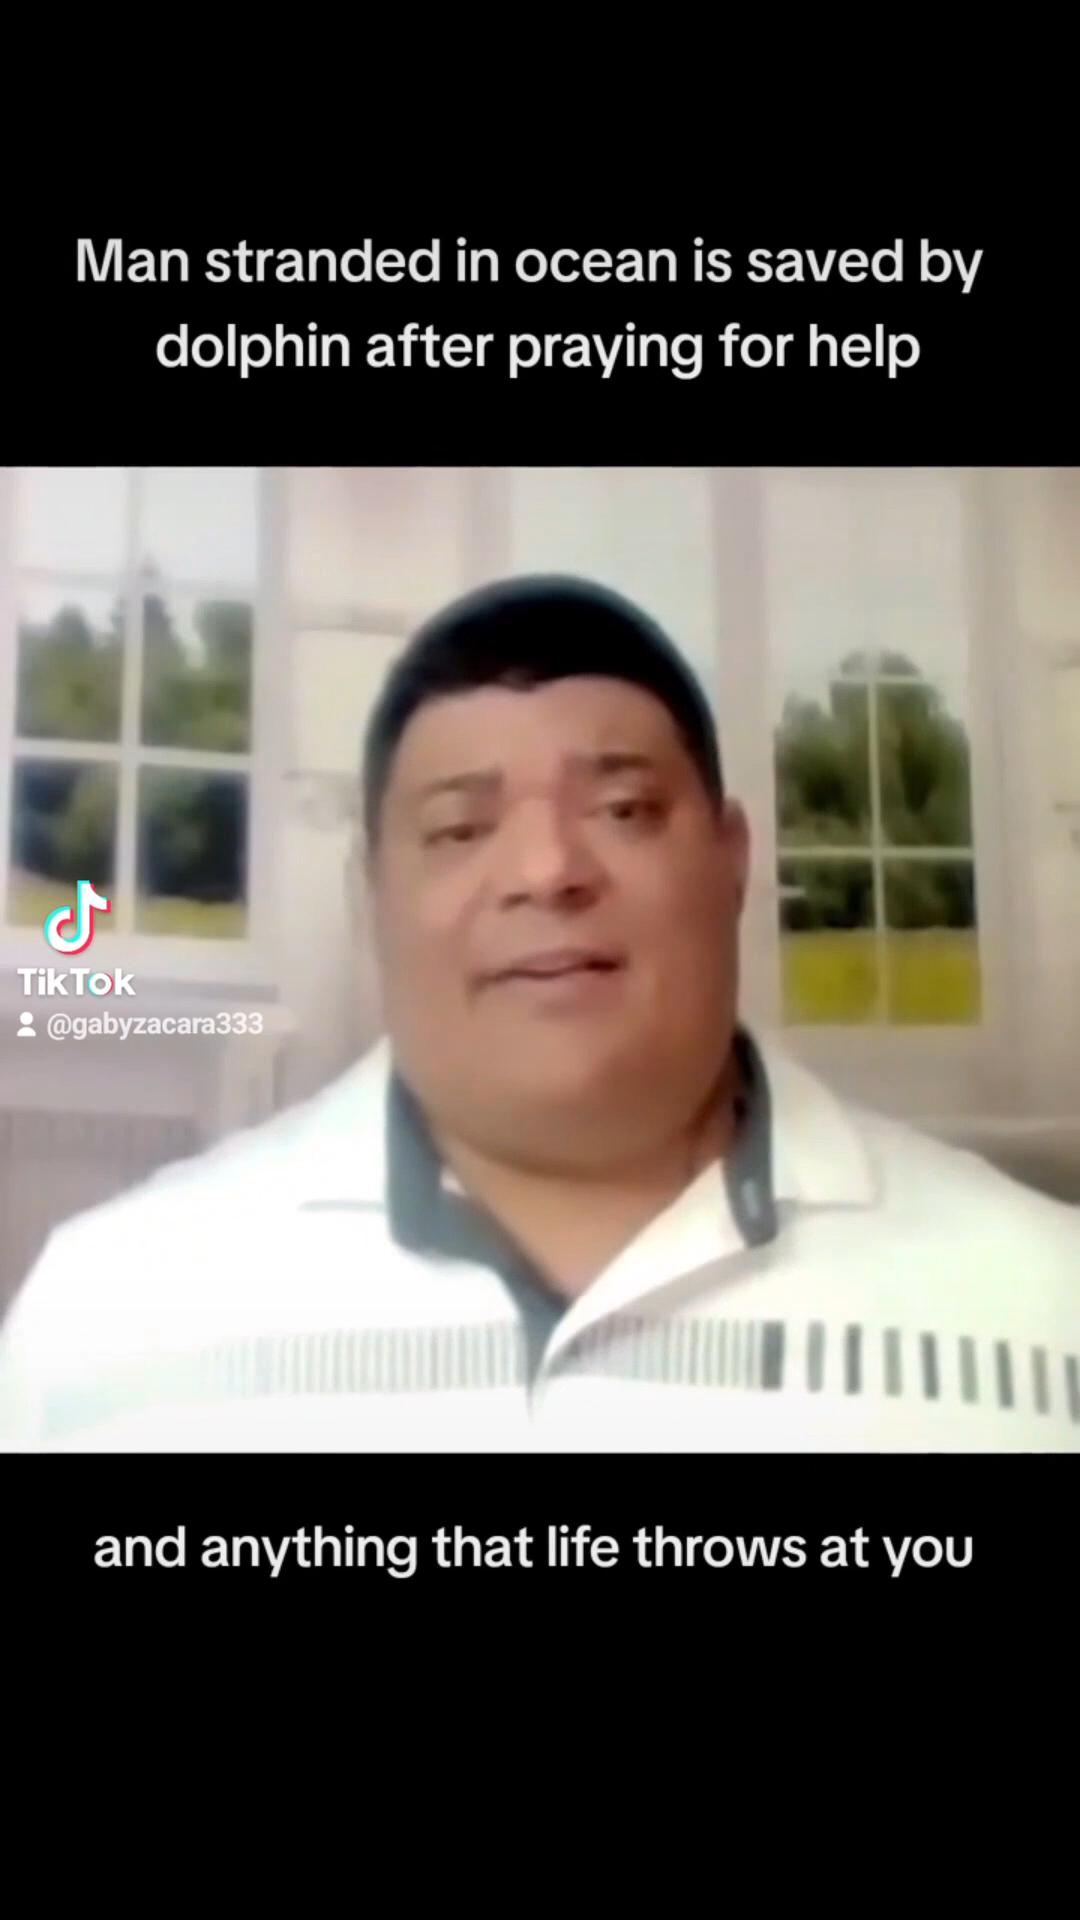 Man stranded in ocean is saved by
dolphin after praying for help
TikTok
@gabyzacara333
and anything that life throws at you